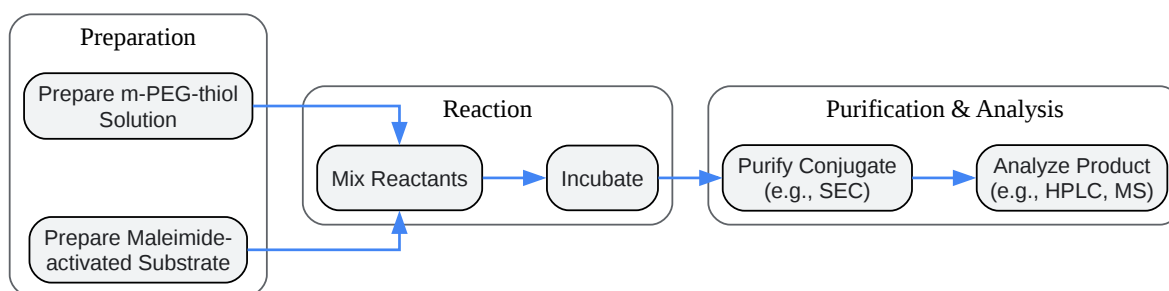 Preparation
Prepare m-PEG-thiol
Solution
Prepare Maleimide-
activated Substrate
Reaction
Mix Reactants
Incubate
Purification & Analysis
Purify Conjugate
(e.g., SEC)
Analyze Product
(e.g., HPLC, MS)